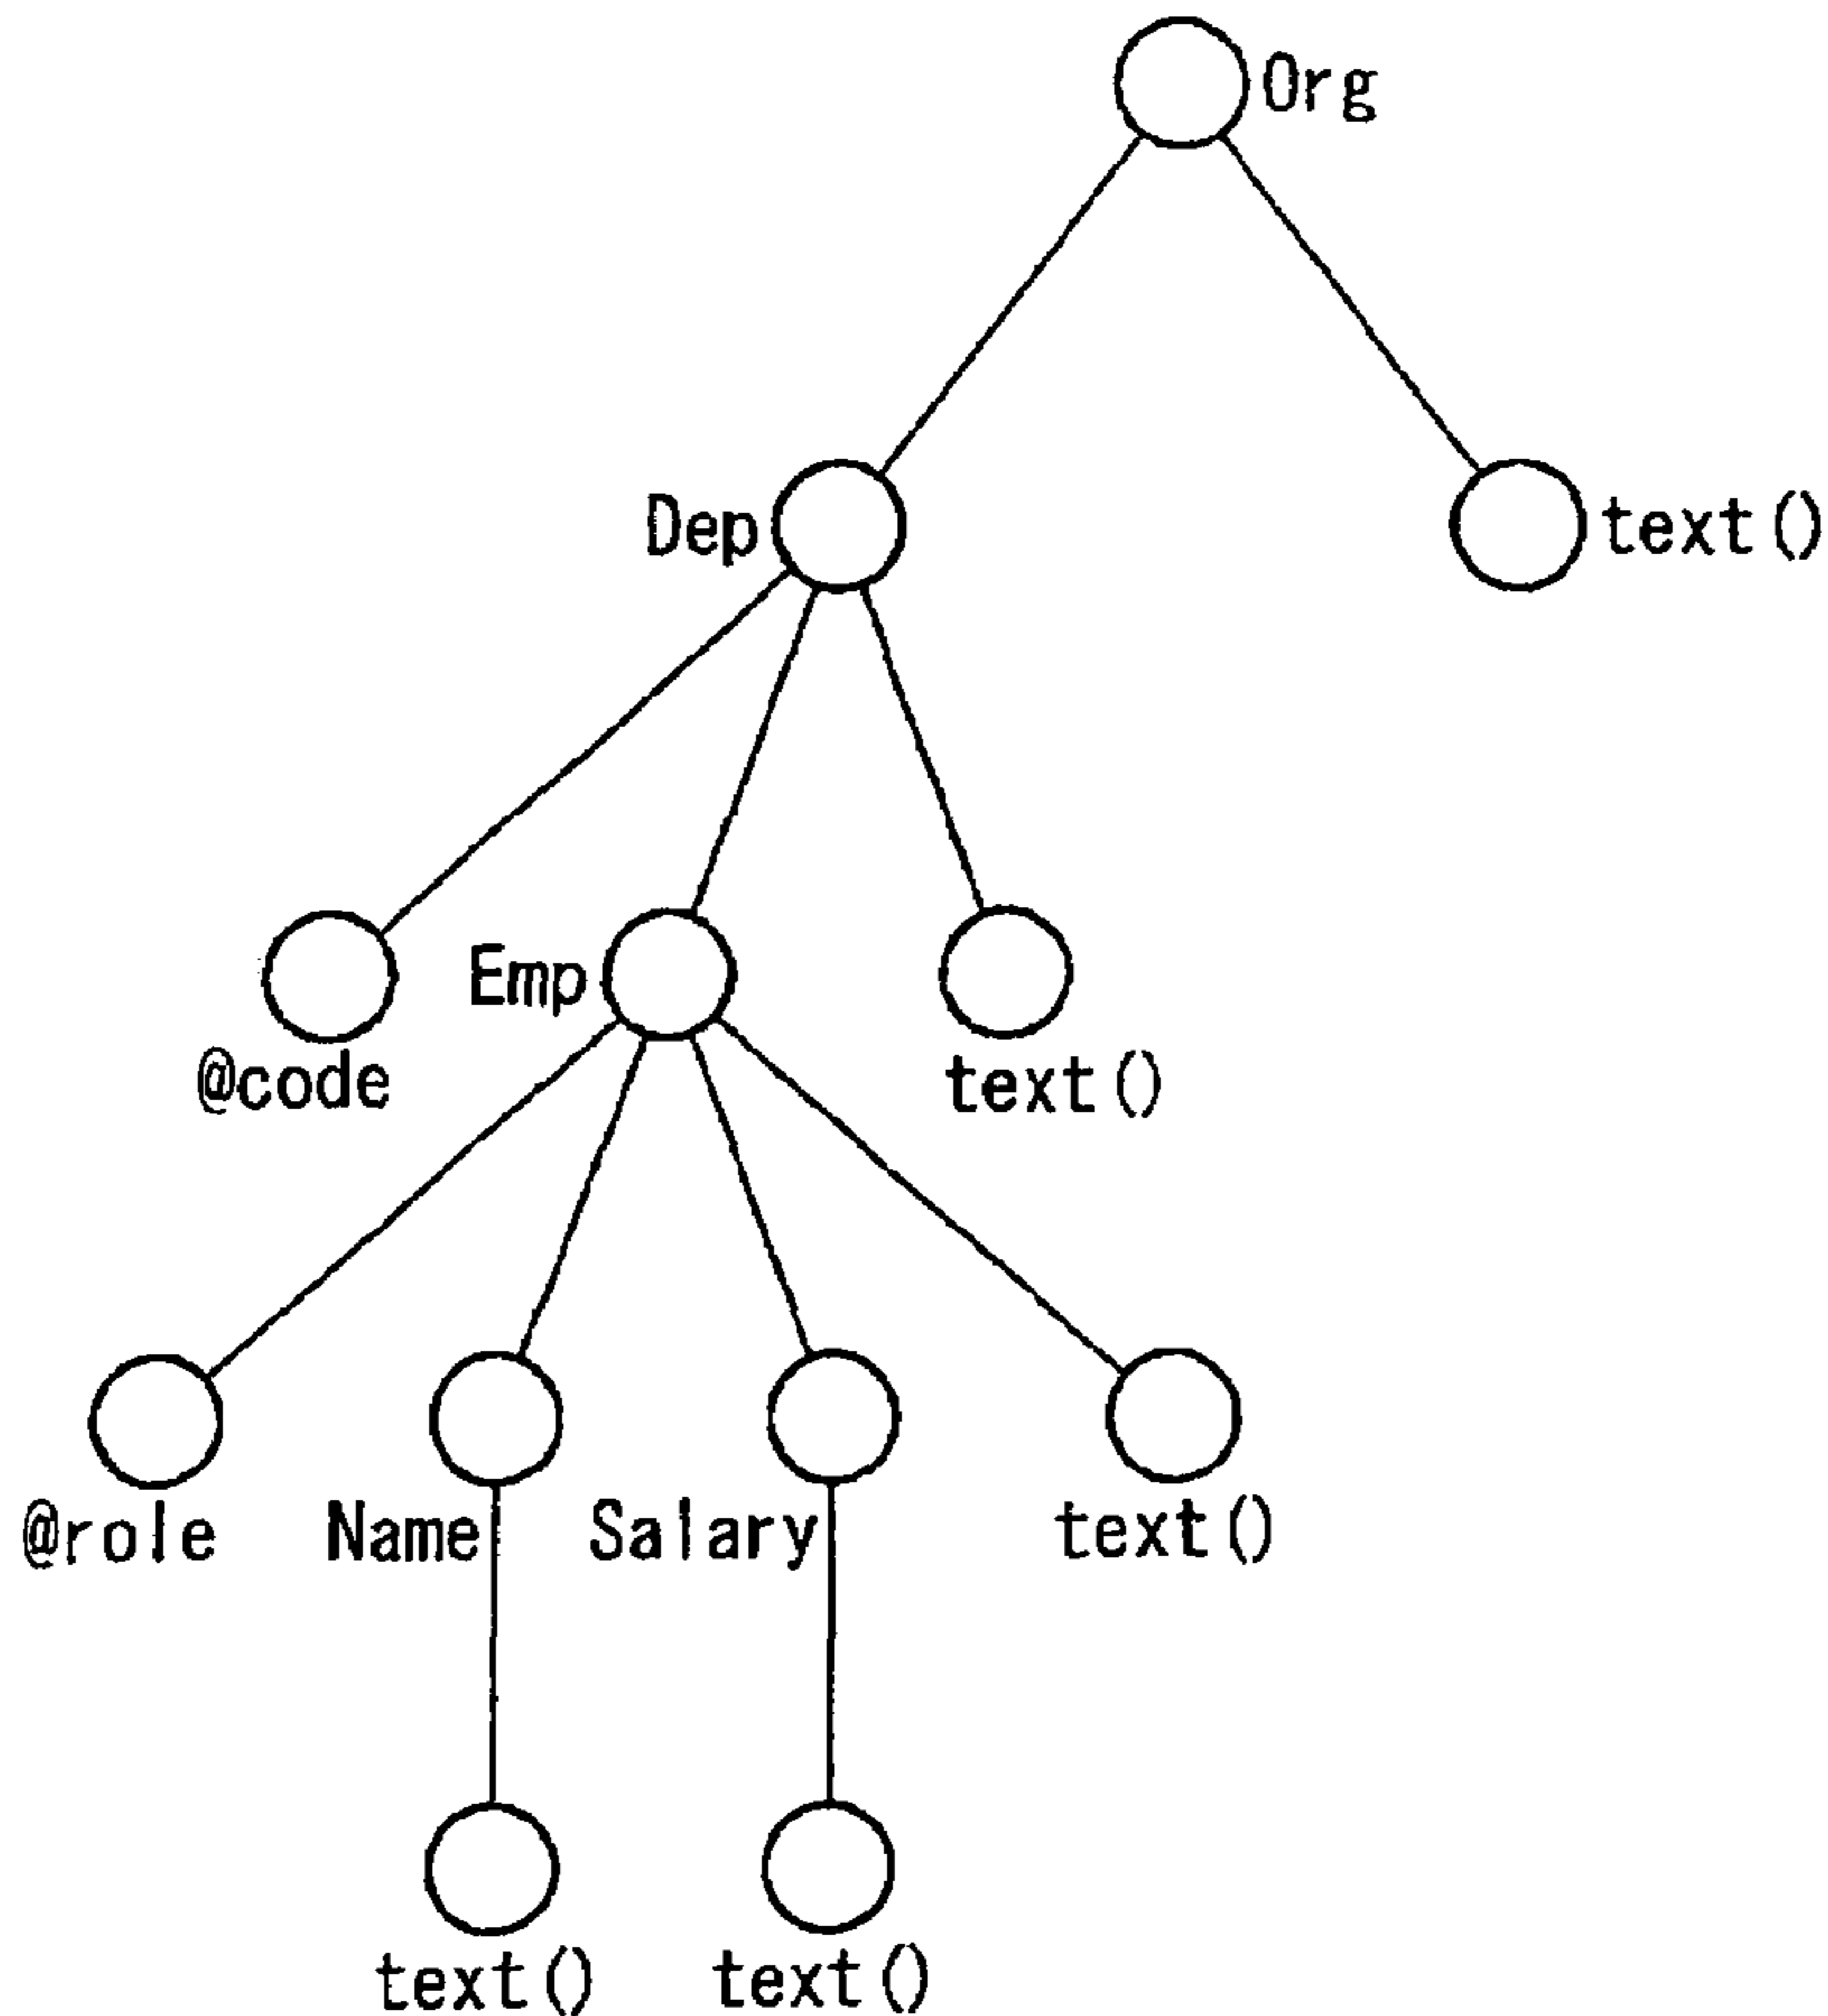 Org
Dep text()
Emp
@code text()
@role Name Salary text()
text() text()